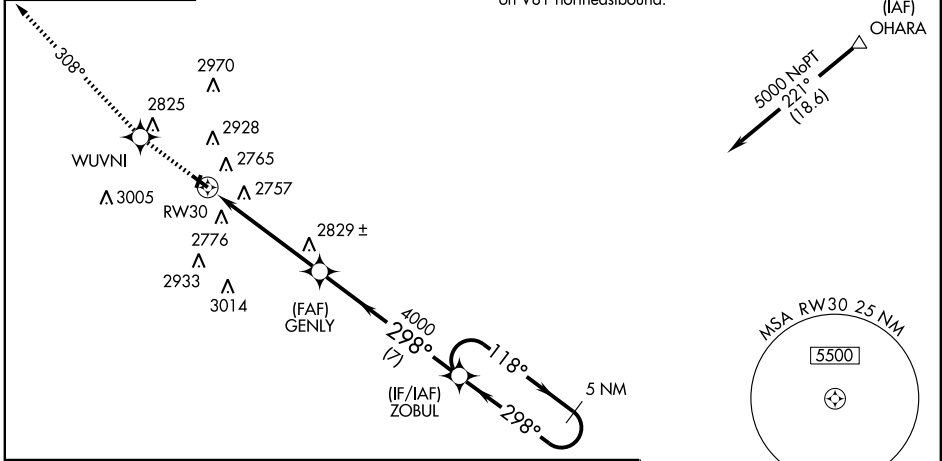 on V81 northeastbound.
(IAF)
OHARA
5000 NoPT
221°
(18.6)
308°
2970
2825
2928
WUVNI
2765
3005
2757
RW30
2776
2829 ±
2933
3014
(FAF)
GENLY
4000
298°
(7)
118°
5 NM
(IF/IAF)
ZOBUL
298°
MSA RW30 25 NM
5500